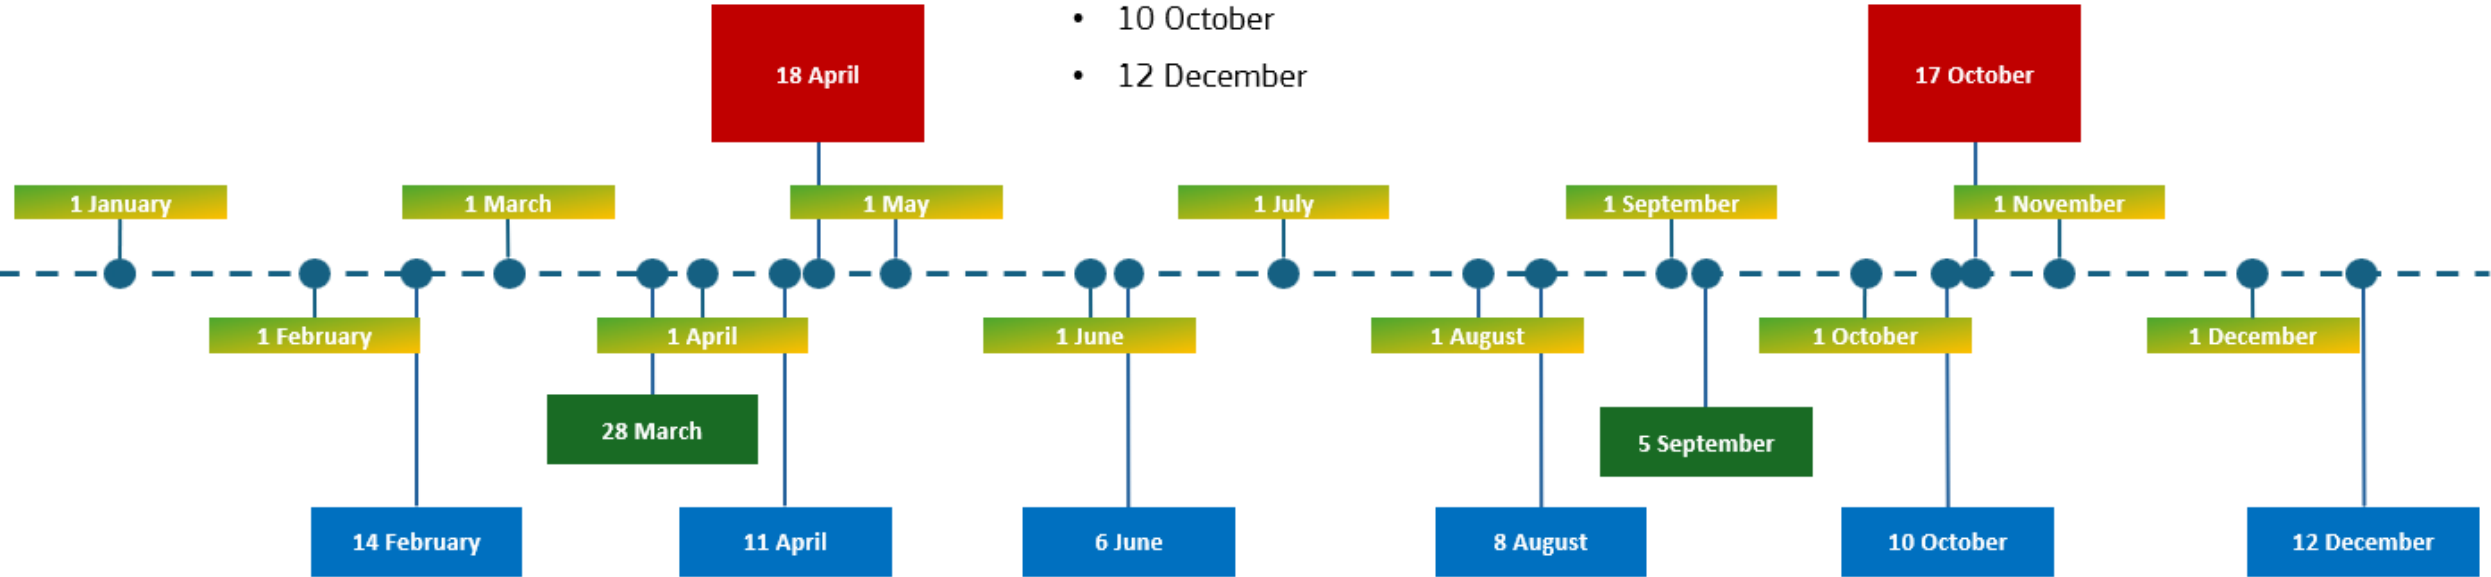 • 10 October
• 12 December
18 April
17 October
1 January
1 March
1 May
1 July
1 September
1 November
1 February
1 April
1 June
1 August
1 October
1 December
28 March
5 September
14 February
11 April
6 June
8 August
10 October
12 December